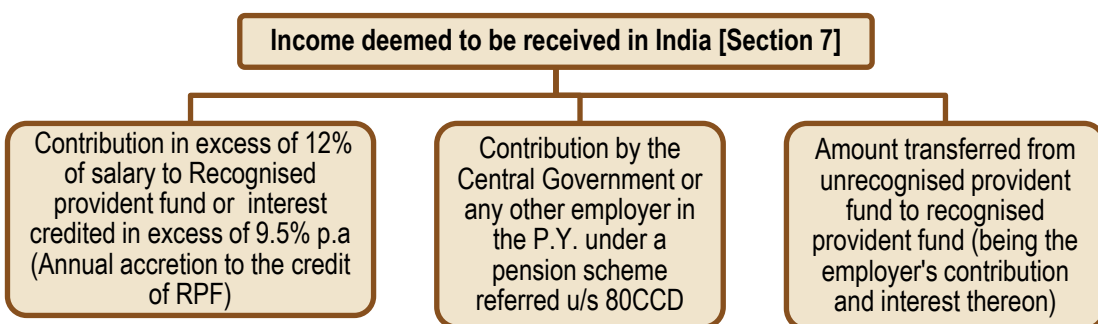 Income deemed to be received in India [Section 7]
Contribution in excess of 12%
of salary to Recognised
provident fund or interest
credited in excess of 9.5% p.a
(Annual accretion to the credit
of RPF)
Contribution by the
Central Government or
any other employer in
the P.Y. under a
pension scheme
referred u/s 80CCD
Amount transferred from
unrecognised provident
fund to recognised
provident fund (being the
employer's contribution
and interest thereon)